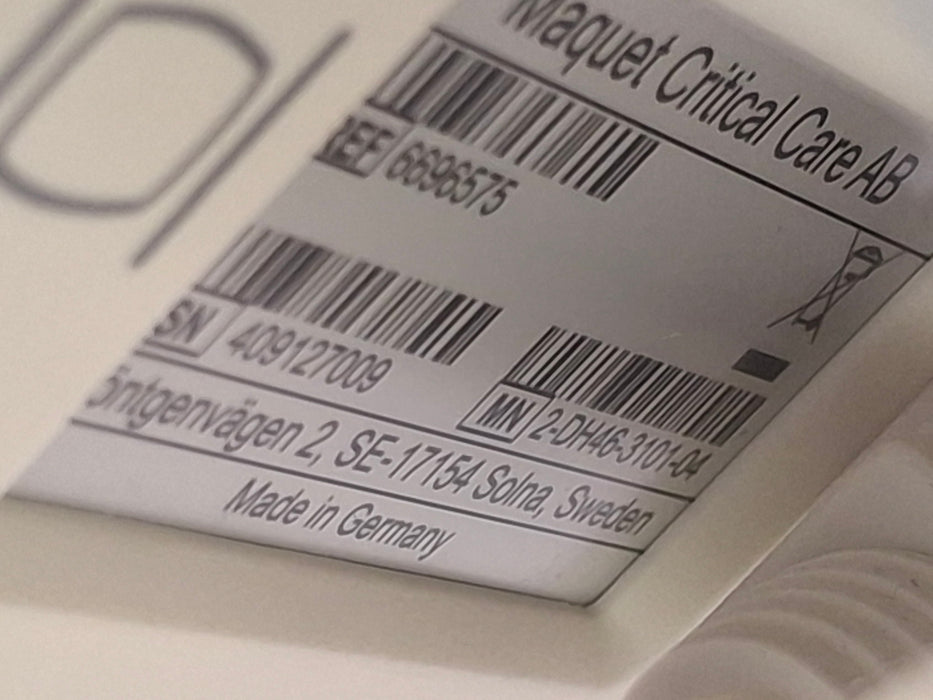 Maquet Critical Care AB
REF 6696575
SN 409127009
MN 2-DH46-3101-04
öntgenvägen 2, SE-17154 Solna, Sweden
Made in Germany